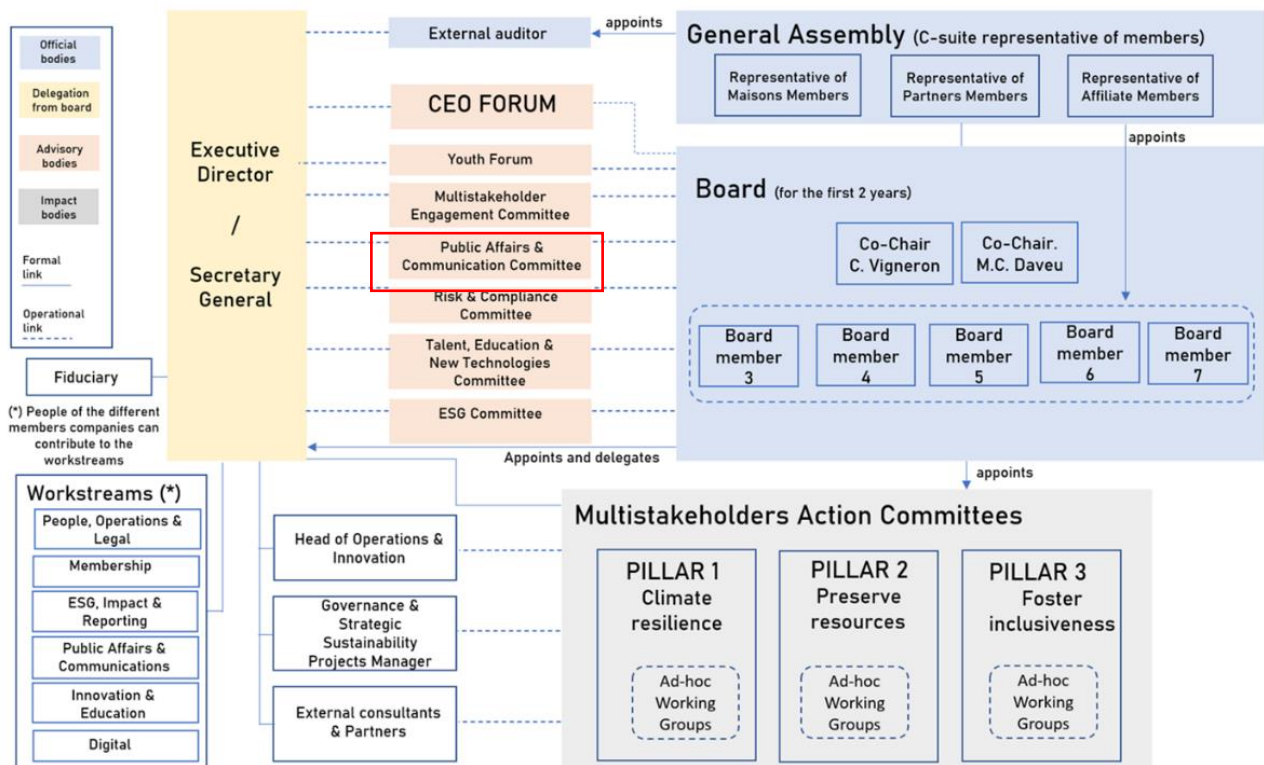 Official
bodies
Delegation
from board
Advisory
bodies
Impact
bodies
Formal
link
Operational
link
Fiduciary
(*) People of the different
members companies can
contribute to the
workstreams
Workstreams (*)
People, Operations &
Legal
Membership
ESG, Impact &
Reporting
Public Affairs &
Communications
Innovation &
Education
Digital
Executive
Director
/
Secretary
General
External auditor
appoints
CEO FORUM
Youth Forum
Multistakeholder
Engagement Committee
Public Affairs &
Communication Committee
Risk & Compliance
Committee
Talent, Education &
New Technologies
Committee
ESG Committee
Appoints and delegates
General Assembly (C-suite representative of members)
Representative of
Maisons Members
Representative of
Partners Members
Representative of
Affiliate Members
appoints
Board (for the first 2 years)
Co-Chair
C. Vigneron
Co-Chair.
M.C. Daveu
Board
member
3
Board
member
4
Board
member
5
Board
member
6
Board
member
7
appoints
Head of Operations &
Innovation
Governance &
Strategic
Sustainability
Projects Manager
External consultants
& Partners
Multistakeholders Action Committees
PILLAR 1
Climate
resilience
Ad-hoc
Working
Groups
PILLAR 2
Preserve
resources
Ad-hoc
Working
Groups
PILLAR 3
Foster
inclusiveness
Ad-hoc
Working
Groups